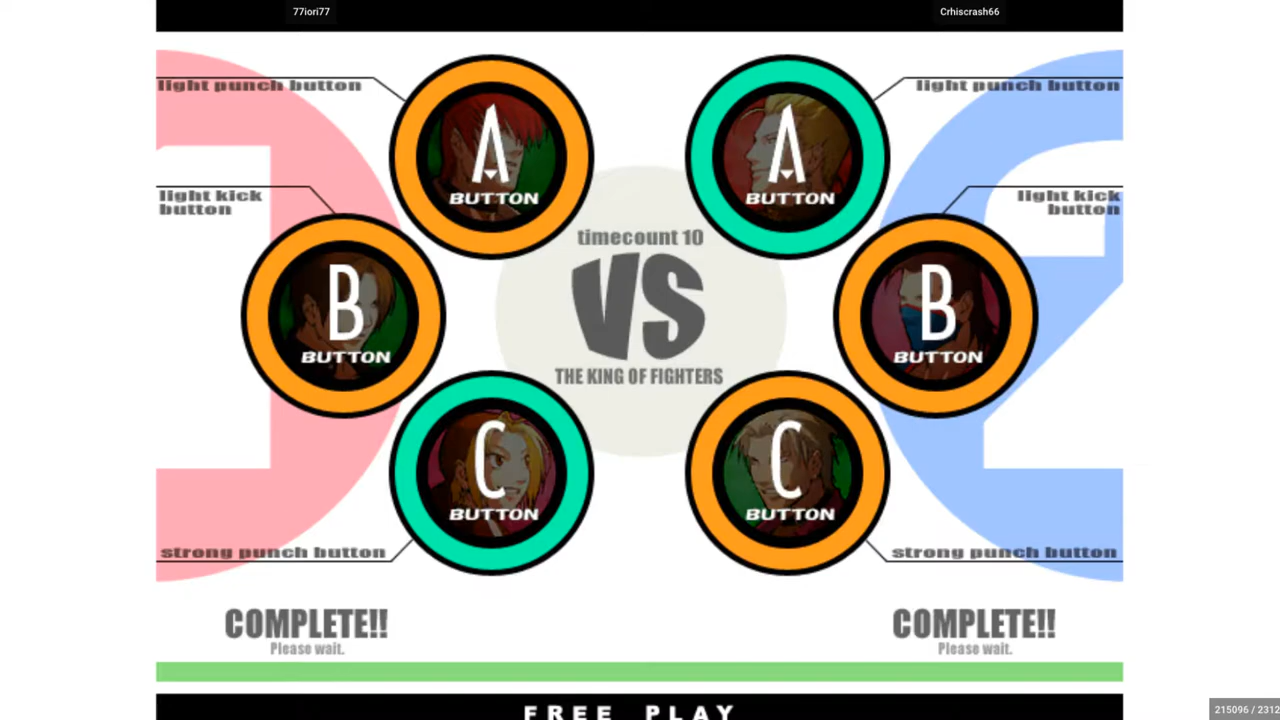 77iori77
Crhiscrash66
light punch button
light punch button
A
BUTTON
A
BUTTON
light kick
button
light kick
button
timecount 10
VS
THE KING OF FIGHTERS
B
BUTTON
B
BUTTON
C
BUTTON
C
BUTTON
strong punch button
strong punch button
COMPLETE!!
Please wait.
COMPLETE!!
Please wait.
FREE PLAY
215096 / 2312